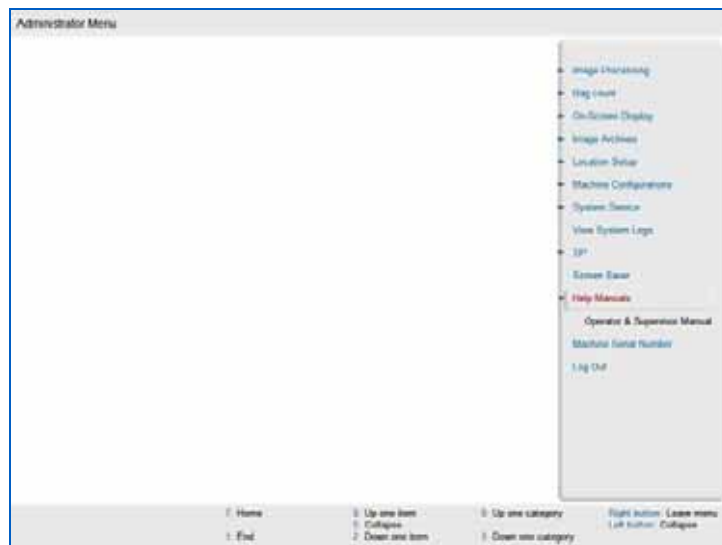 Administrator Menu
Image Processing
Bag count
On-Screen Display
Image Archives
Location Setup
Machine Configurations
System Service
View System Logs
Screen Saver
Help Manuals
Operator & Supervisor Manual
Machine Serial Number
Log Out
7 Home 8 Up one item 9 Up one category Right button Leave menu
5 Collapse Left button Collapse
1 End 2 Down one item 3 Down one category